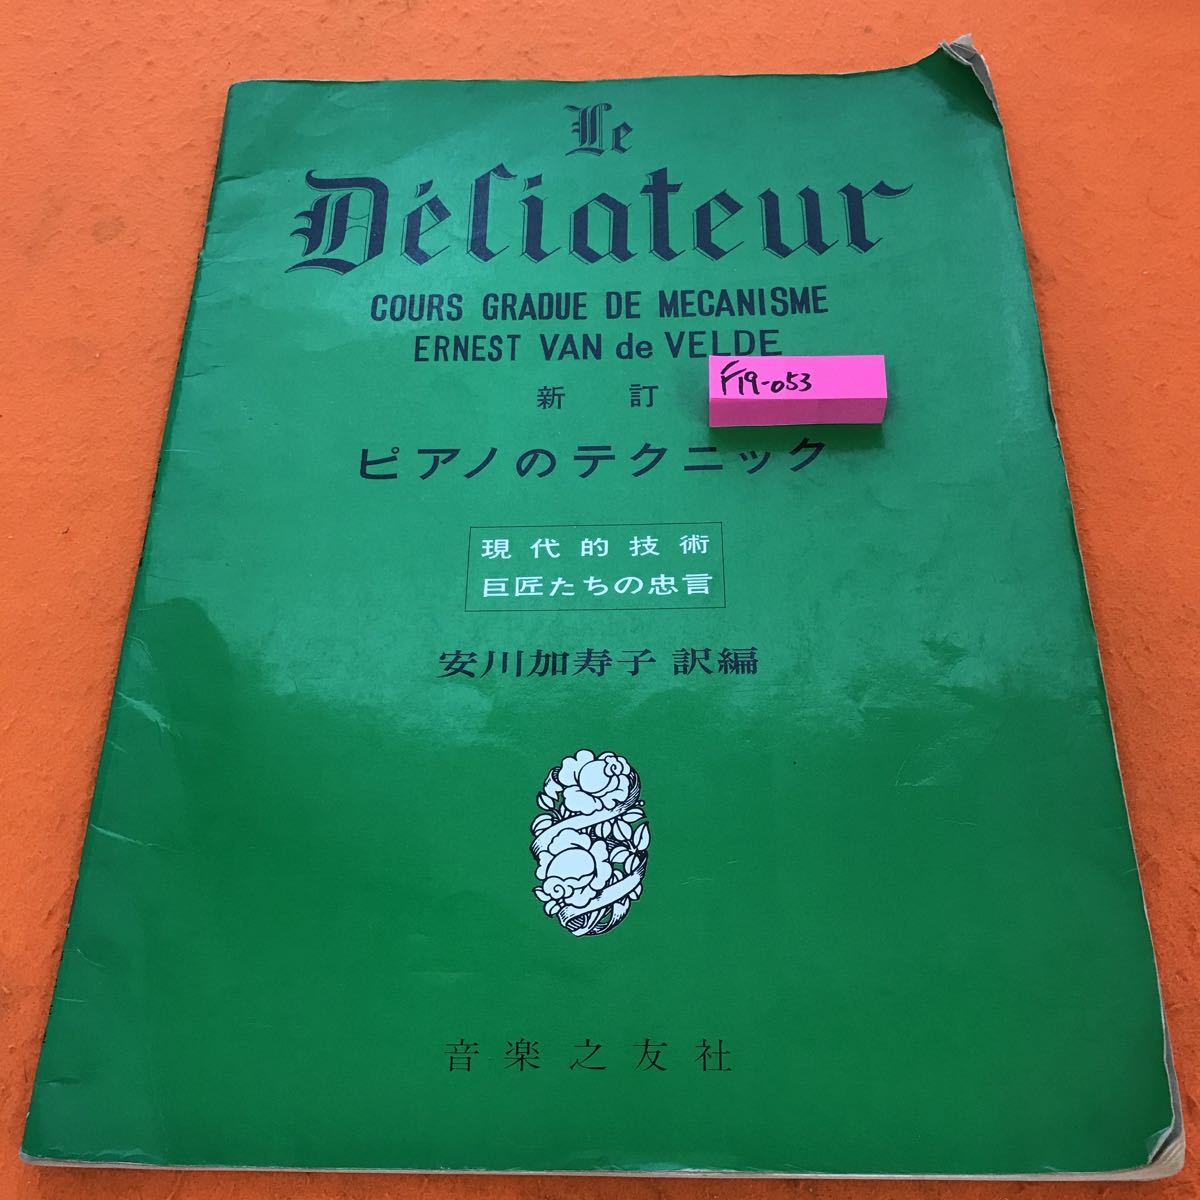 Le
Déliateur
COURS GRADUE DE MECANISME
ERNEST VAN de VELDE
新訂
F19-053
ピアノのテクニック
現代的技術
巨匠たちの忠言
安川加寿子 訳編
音楽之友社